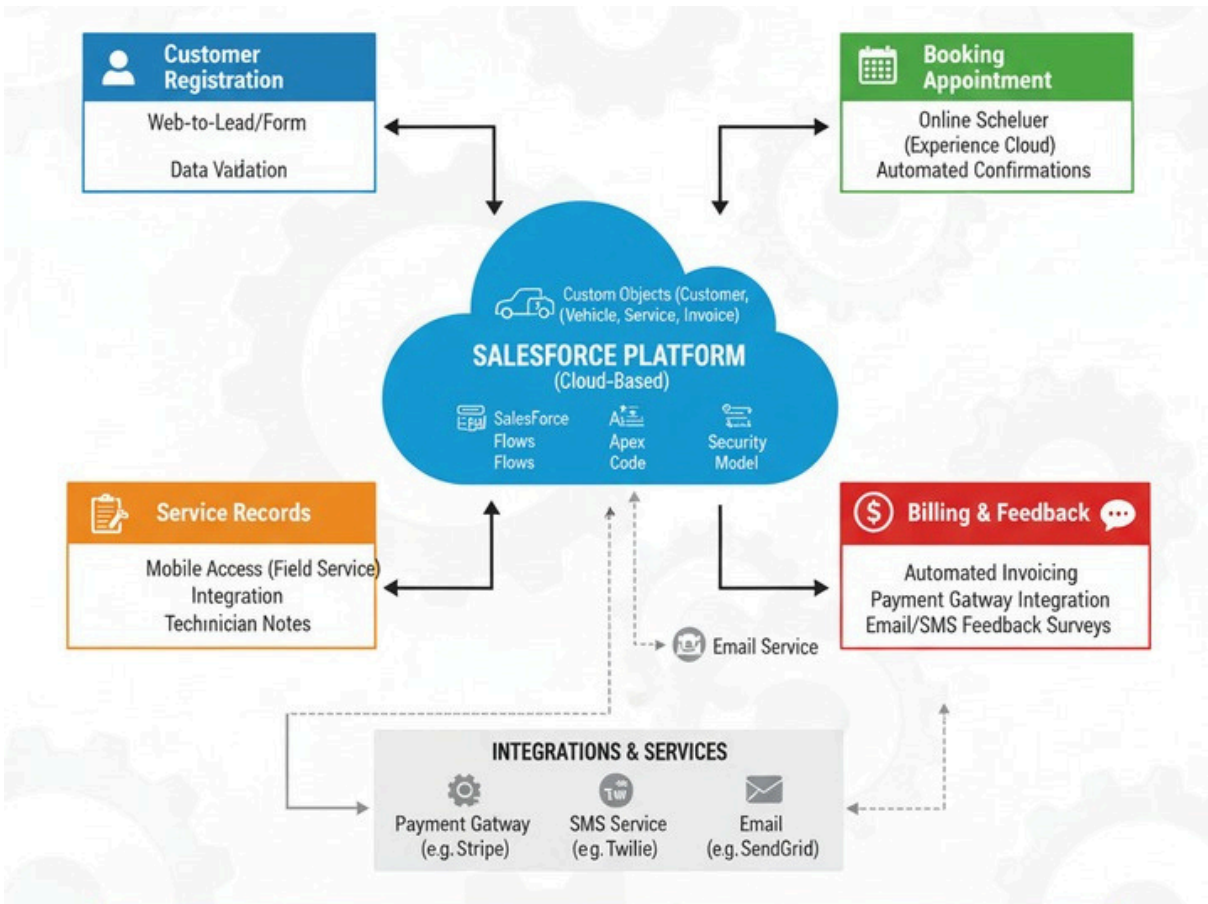 Customer
Registration
Web-to-Lead/Form
Data Vaidation
Booking
Appointment
Online Scheluer
(Experience Cloud)
Automated Confirmations
Custom Objects (Customer,
(Vehicle, Service, Invoice)
SALESFORCE PLATFORM
(Cloud-Based)
SalesForce
Flows
Flows
Apex
Code
Security
Model
Service Records
Mobile Access (Field Service)
Integration
Technician Notes
Billing & Feedback
Automated Invoicing
Payment Gatway Integration
Email/SMS Feedback Surveys
Email Service
INTEGRATIONS & SERVICES
Payment Gatway
(e.g. Stripe)
SMS Service
(e.g. Twilie)
Email
(e.g. SendGrid)